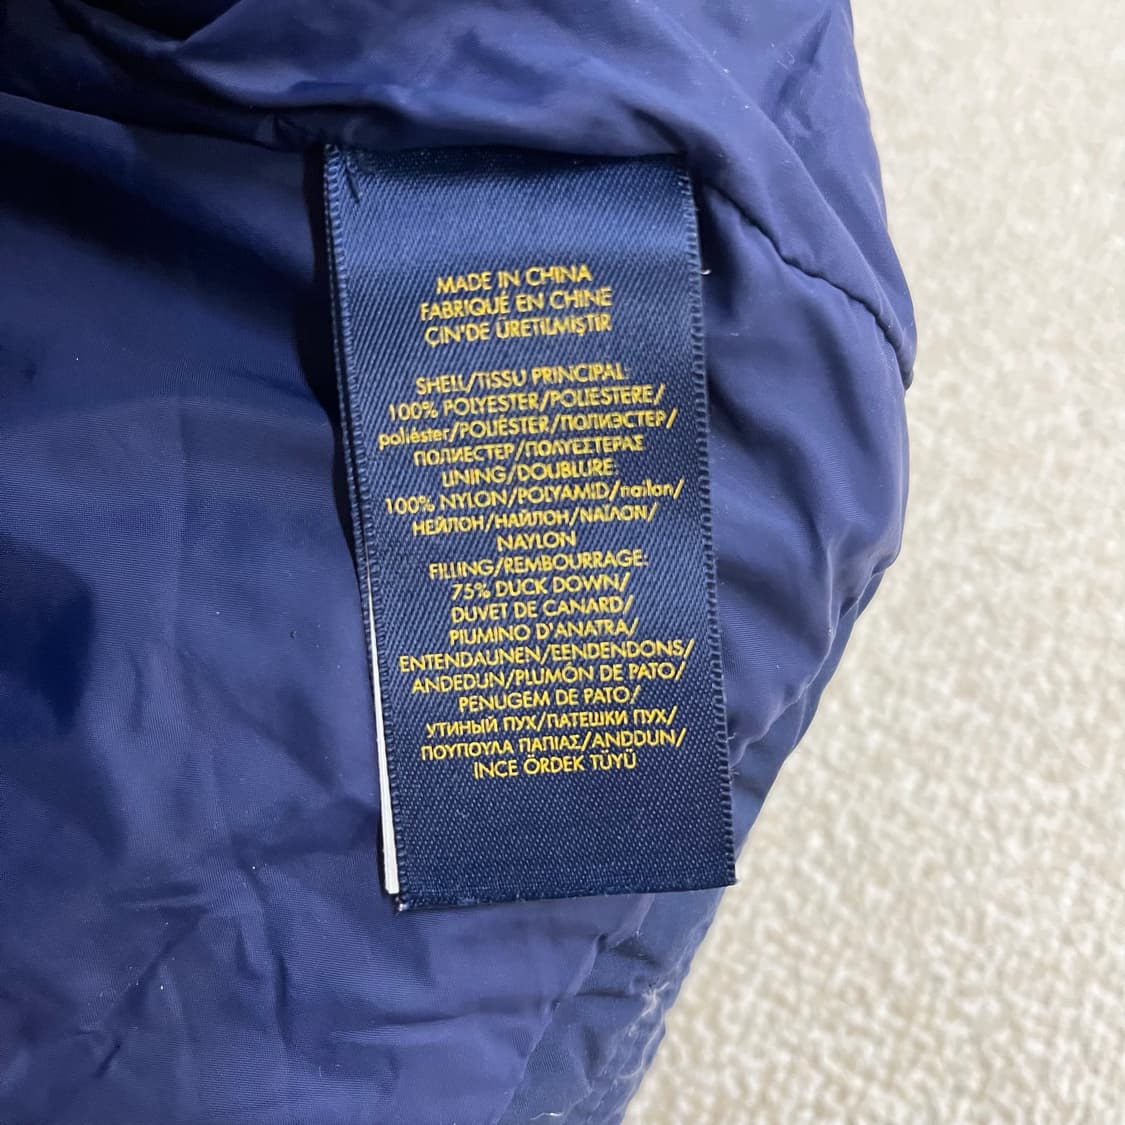 MADE IN CHINA
FABRIQUÉ EN CHINE
ÇIN'DE ÜRETILMIŞTIR
SHELL/TISSU PRINCIPAL:
100% POLYESTER/POLIESTERE/
poliéster/POLIÉSTER/ПОЛИЭСТЕР/
ПОЛИЕСТЕР/ΠΟΛΥΕΣΤΕΡΑΣ
LINING/DOUBLURE:
100% NYLON/POLYAMID/nailon/
НЕЙЛОН/НАЙЛОН/ΝΑΪΛΟΝ/
NAYLON
FILLING/REMBOURRAGE:
75% DUCK DOWN/
DUVET DE CANARD/
PIUMINO D'ANATRA/
ENTENDAUNEN/EENDENDONS/
ANDEDUN/PLUMÓN DE PATO/
PENUGEM DE PATO/
УТИНЫЙ ПУХ/ПАТЕШКИ ПУХ/
ΠΟΥΠΟΥΛΑ ΠΑΠΙΑΣ/ANDDUN/
INCE ÖRDEK TÜYÜ